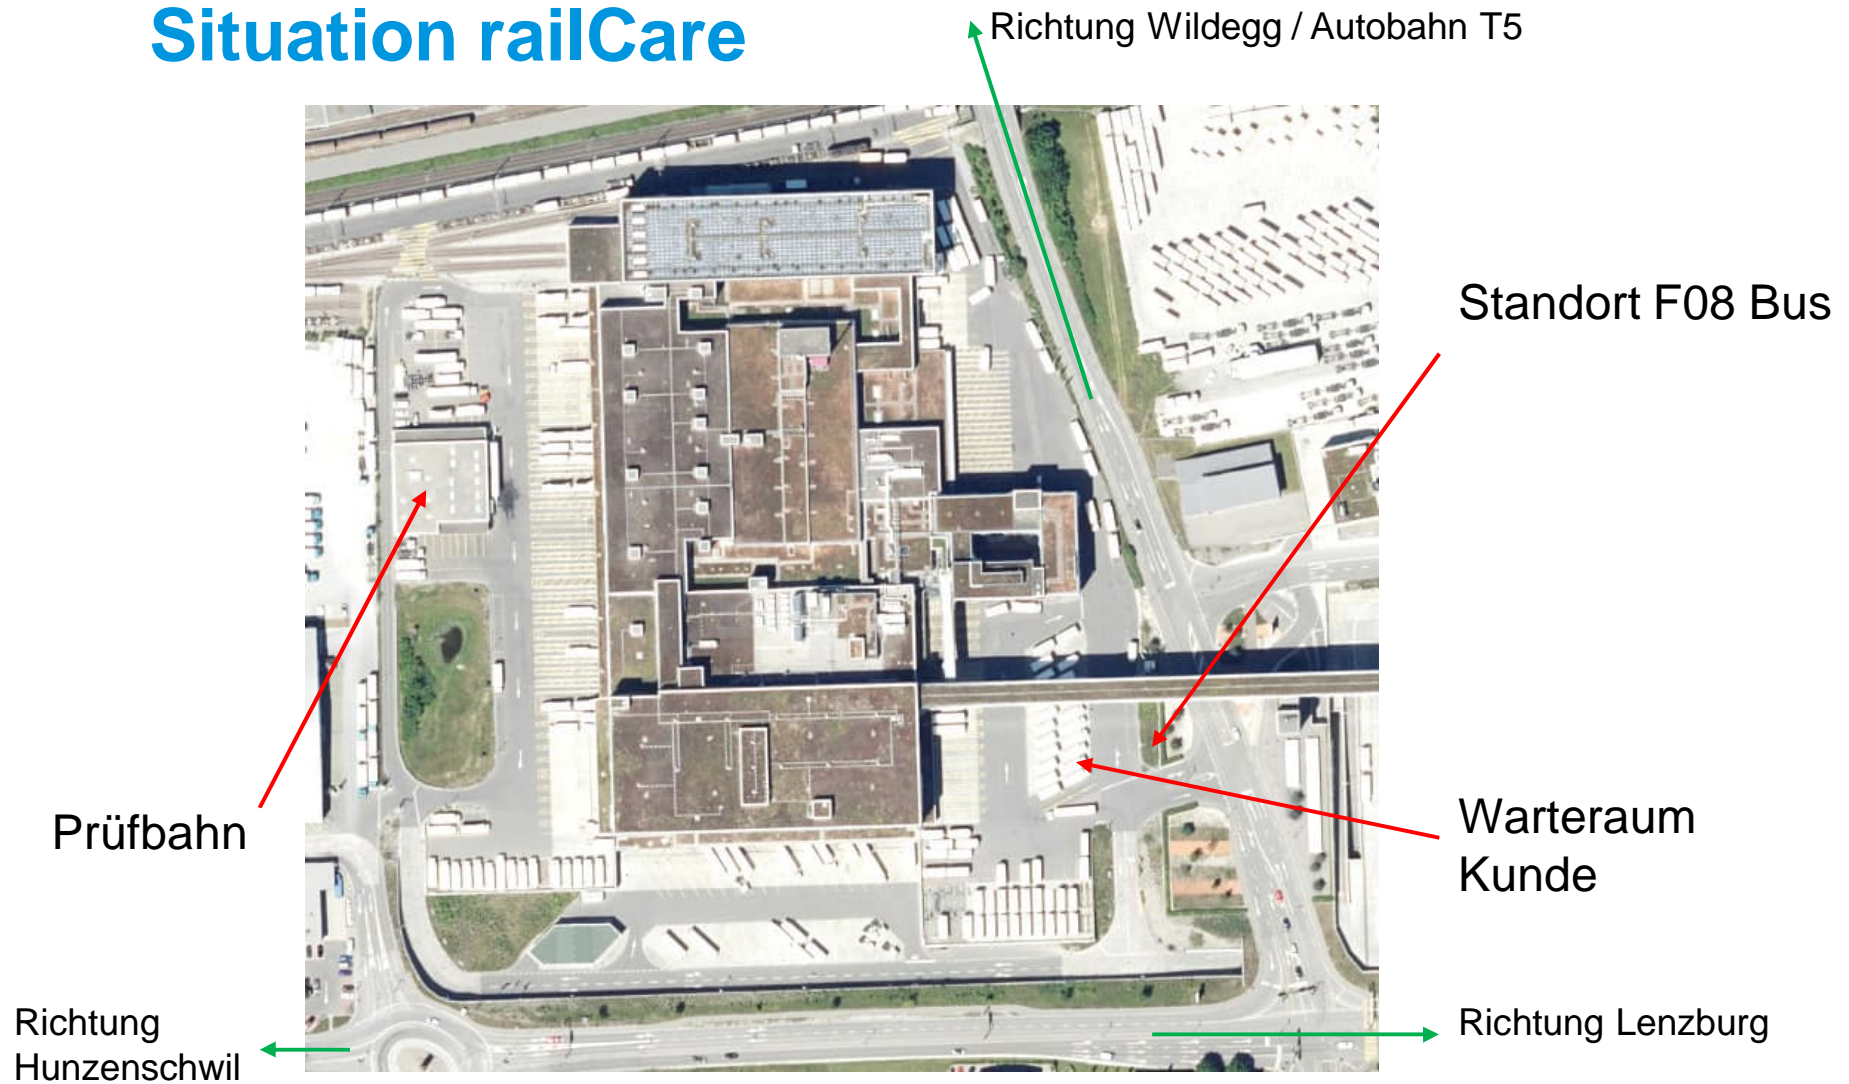 Situation railCare
Richtung Wildegg / Autobahn T5
Standort F08 Bus
Prüfbahn
Warteraum
Kunde
Richtung
Hunzenschwil
Richtung Lenzburg